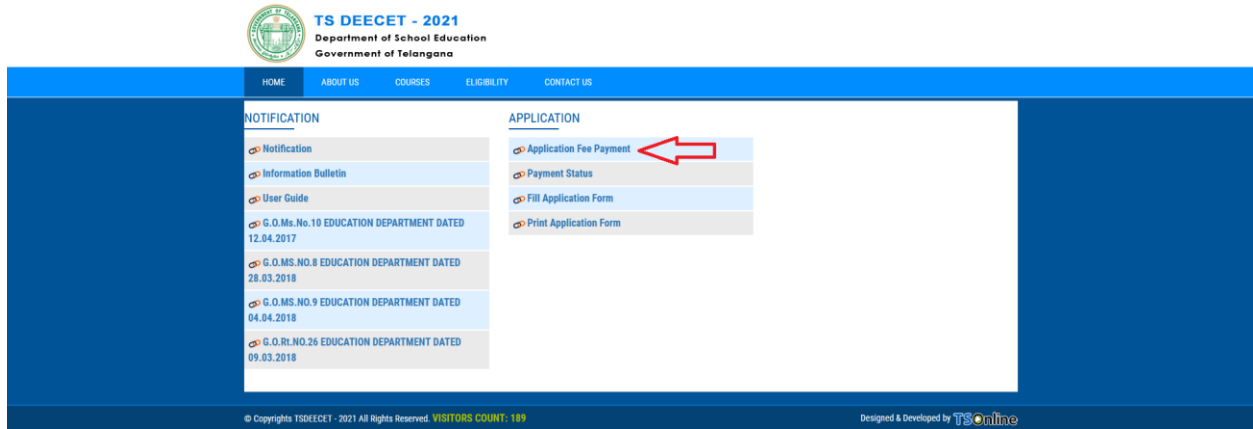 TS DEECET - 2021
Department of School Education
Government of Telangana
HOME ABOUT US COURSES ELIGIBILITY CONTACT US
NOTIFICATION
Notification
Information Bulletin
User Guide
G.O.Ms.No.10 EDUCATION DEPARTMENT DATED
12.04.2017
G.O.MS.NO.8 EDUCATION DEPARTMENT DATED
28.03.2018
G.O.MS.NO.9 EDUCATION DEPARTMENT DATED
04.04.2018
G.O.Rt.NO.26 EDUCATION DEPARTMENT DATED
09.03.2018
APPLICATION
Application Fee Payment
Payment Status
Fill Application Form
Print Application Form
© Copyrights TSDEECET - 2021 All Rights Reserved. VISITORS COUNT: 189
Designed & Developed by TSOnline